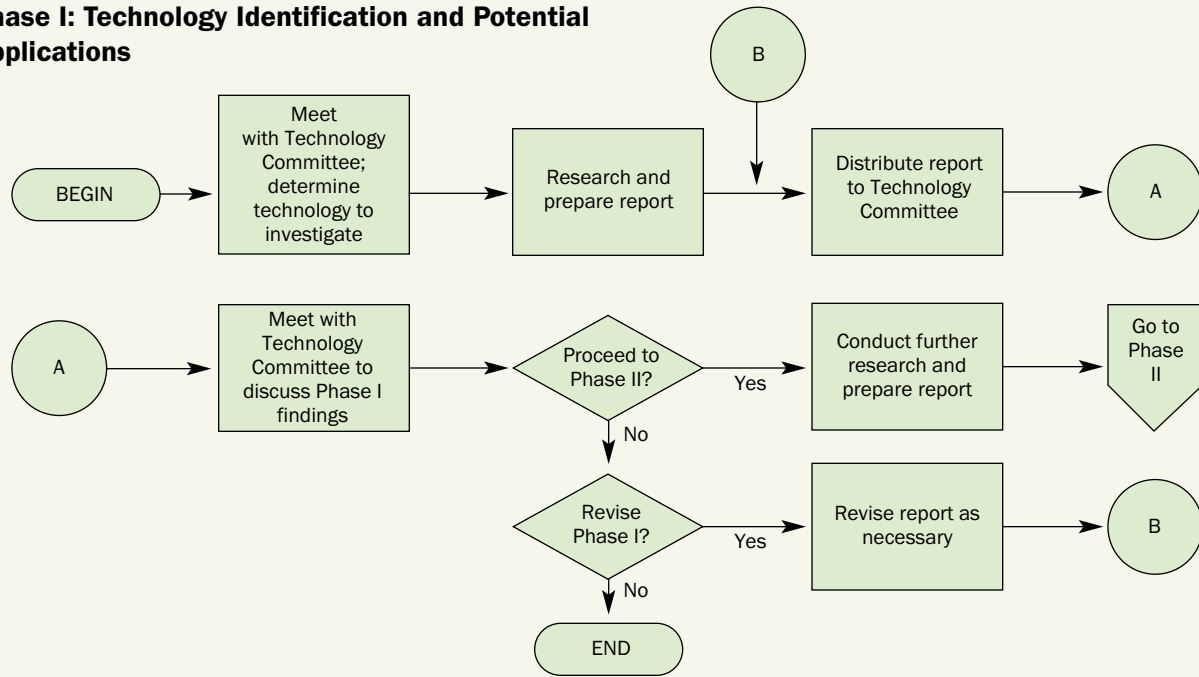 hase I: Technology Identification and Potential
pplications
B
BEGIN
Meet
with Technology
Committee;
determine
technology to
investigate
Research and
prepare report
Distribute report
to Technology
Committee
A
A
Meet with
Technology
Committee to
discuss Phase I
findings
Proceed to
Phase II?
Yes
Conduct further
research and
prepare report
Go to
Phase
II
No
Revise
Phase I?
Yes
Revise report as
necessary
B
No
END